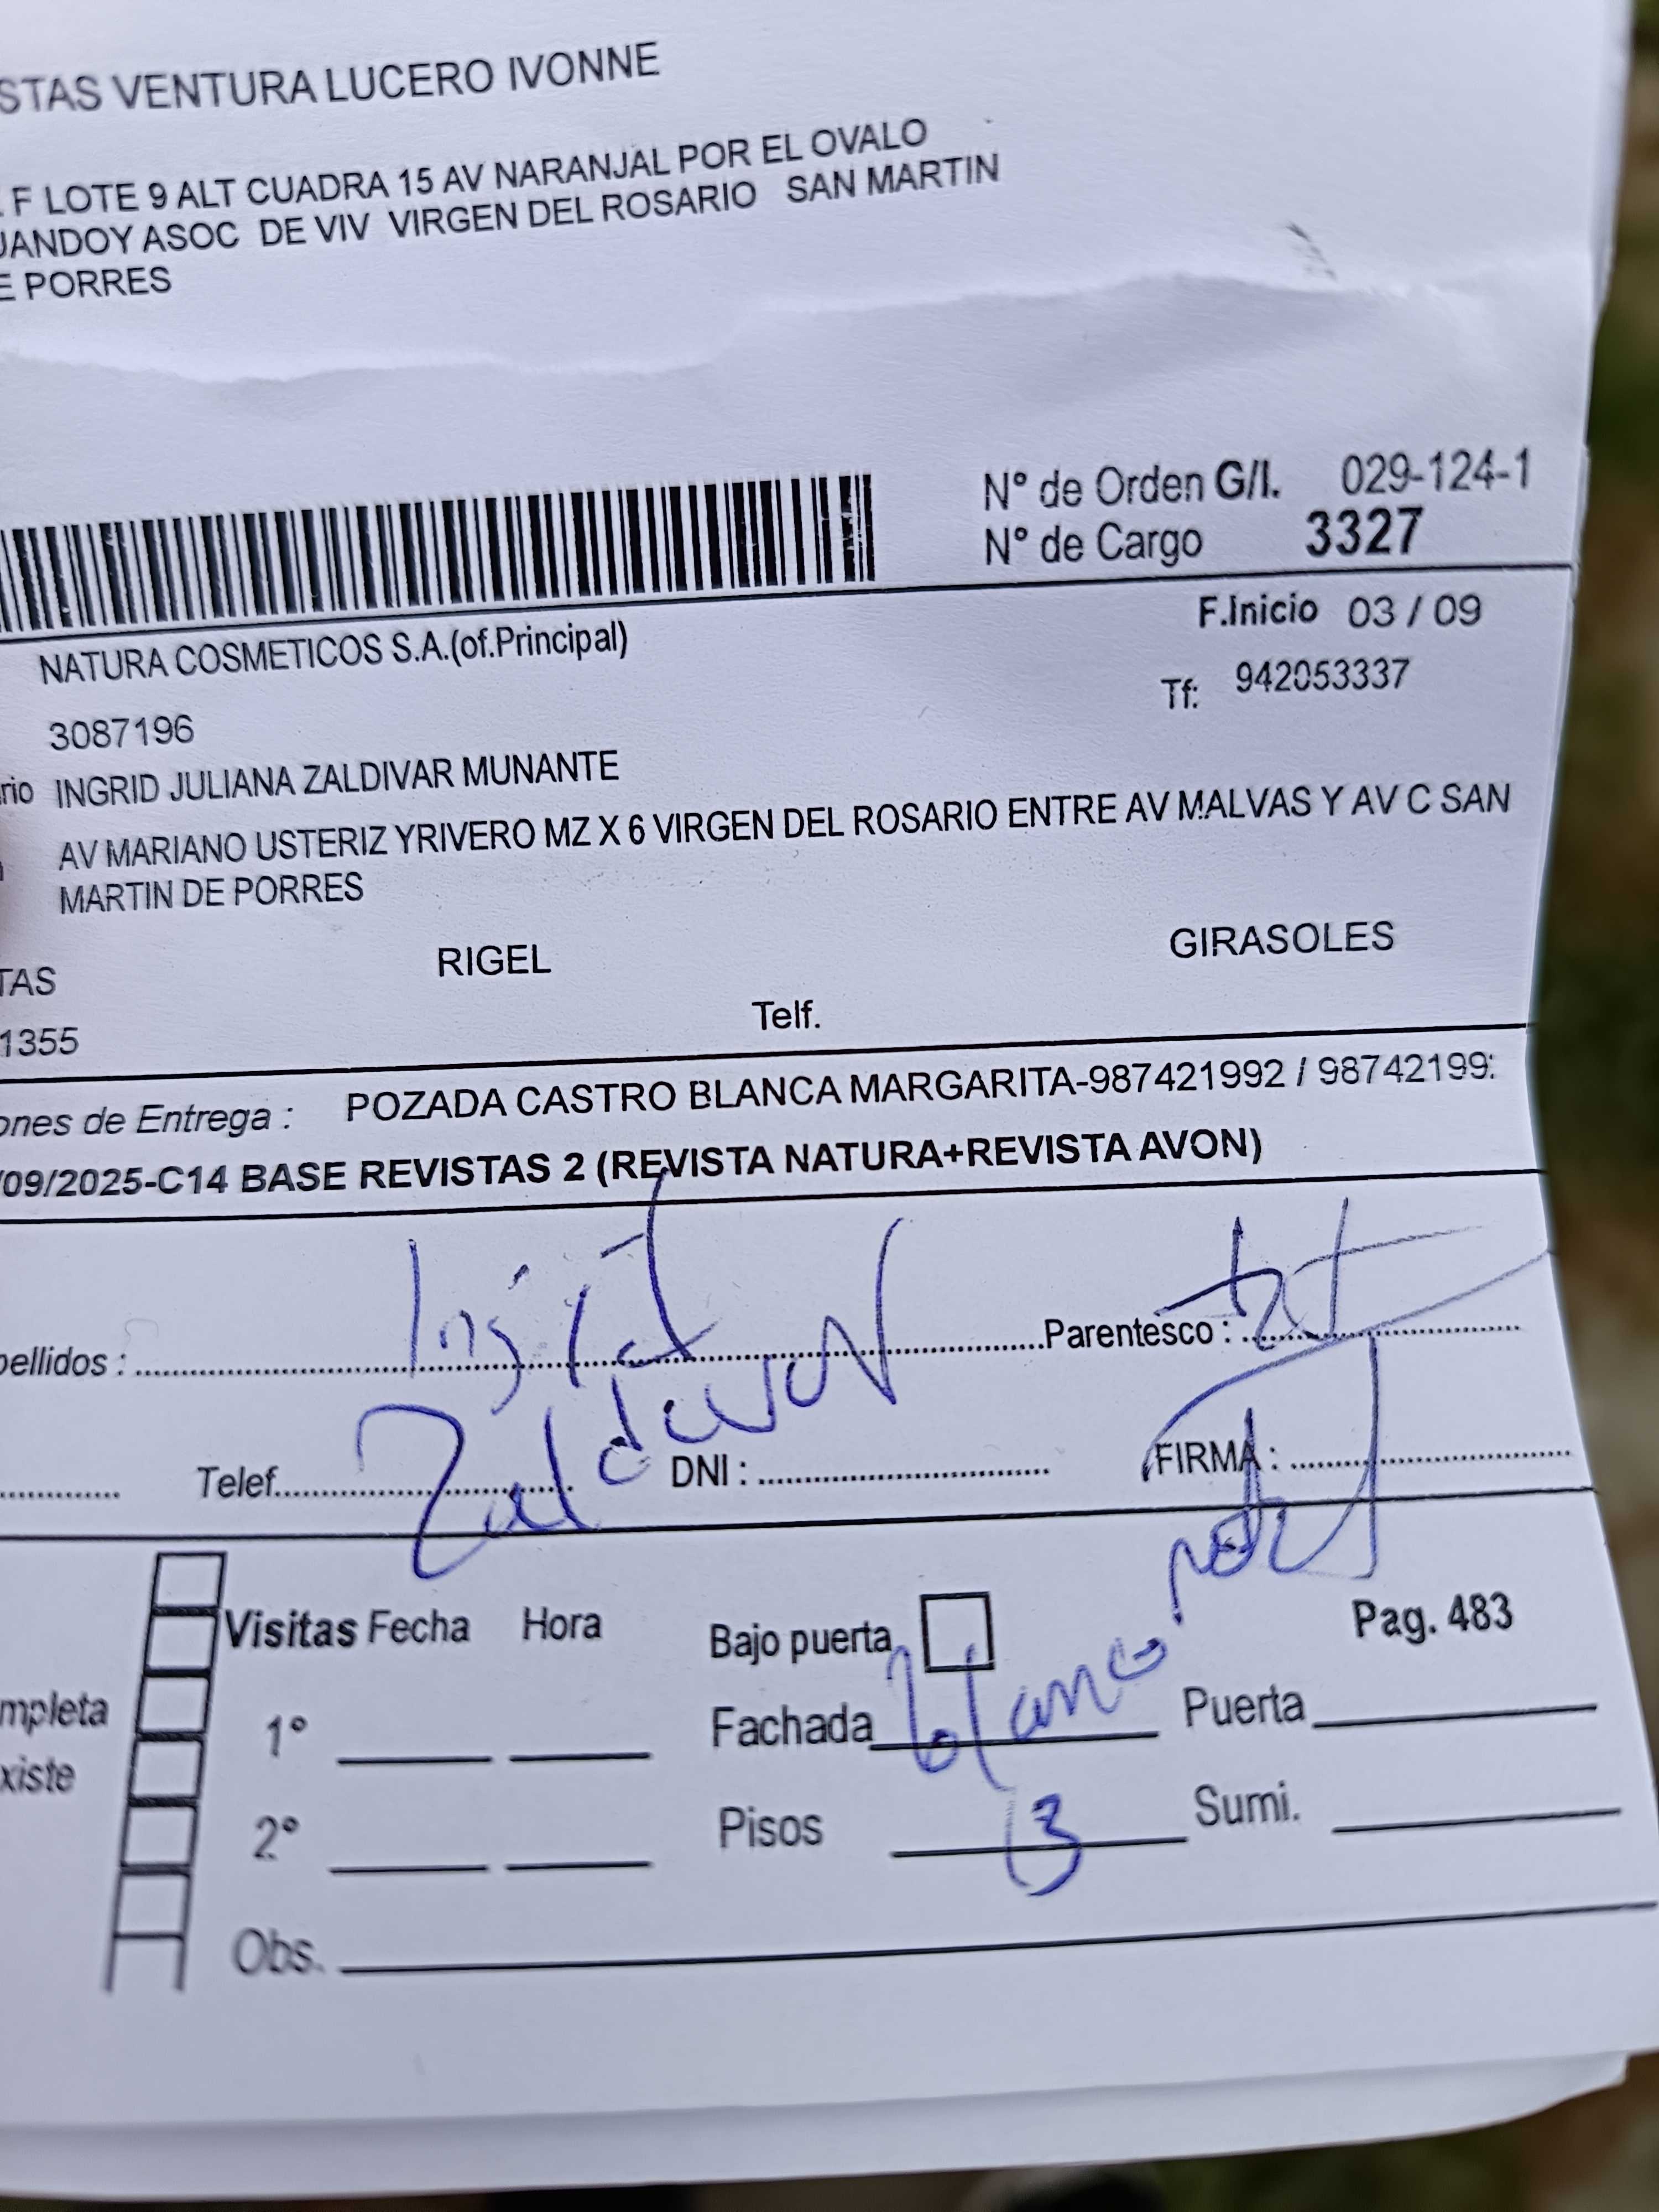 STAS VENTURA LUCERO IVONNE
F LOTE 9 ALT CUADRA 15 AV NARANJAL POR EL OVALO
UANDOY ASOC DE VIV VIRGEN DEL ROSARIO SAN MARTIN
E PORRES
N° de Orden G/I. 029-124-1
N° de Cargo 3327
NATURA COSMETICOS S.A.(of.Principal) F.Inicio 03 / 09
3087196 Tf: 942053337
rio INGRID JULIANA ZALDIVAR MUNANTE
AV MARIANO USTERIZ YRIVERO MZ X 6 VIRGEN DEL ROSARIO ENTRE AV MALVAS Y AV C SAN
MARTIN DE PORRES
TAS RIGEL GIRASOLES
1355 Telf.
ones de Entrega : POZADA CASTRO BLANCA MARGARITA-987421992 / 98742199
/09/2025-C14 BASE REVISTAS 2 (REVISTA NATURA+REVISTA AVON)
pellidos : Ingrid Parentesco : tit
Zaldivar
Telef. DNI : FIRMA :
Visitas Fecha Hora Bajo puerta Pag. 483
mpleta 1° Fachada blanco Puerta
xiste
2° Pisos 3 Sumi.
Obs.